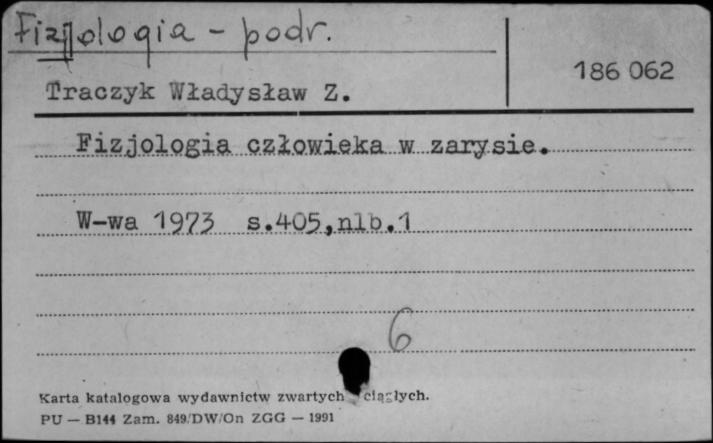 Fizjologia - podr.
186 062
Traczyk Władysław Z.
Fizjologia człowieka w zarysie.
W-wa 1973 s.405,nlb.1
6
Karta katalogowa wydawnictw zwartych ciągłych.
PU — B144 Zam. 849/DW/On ZGG — 1991